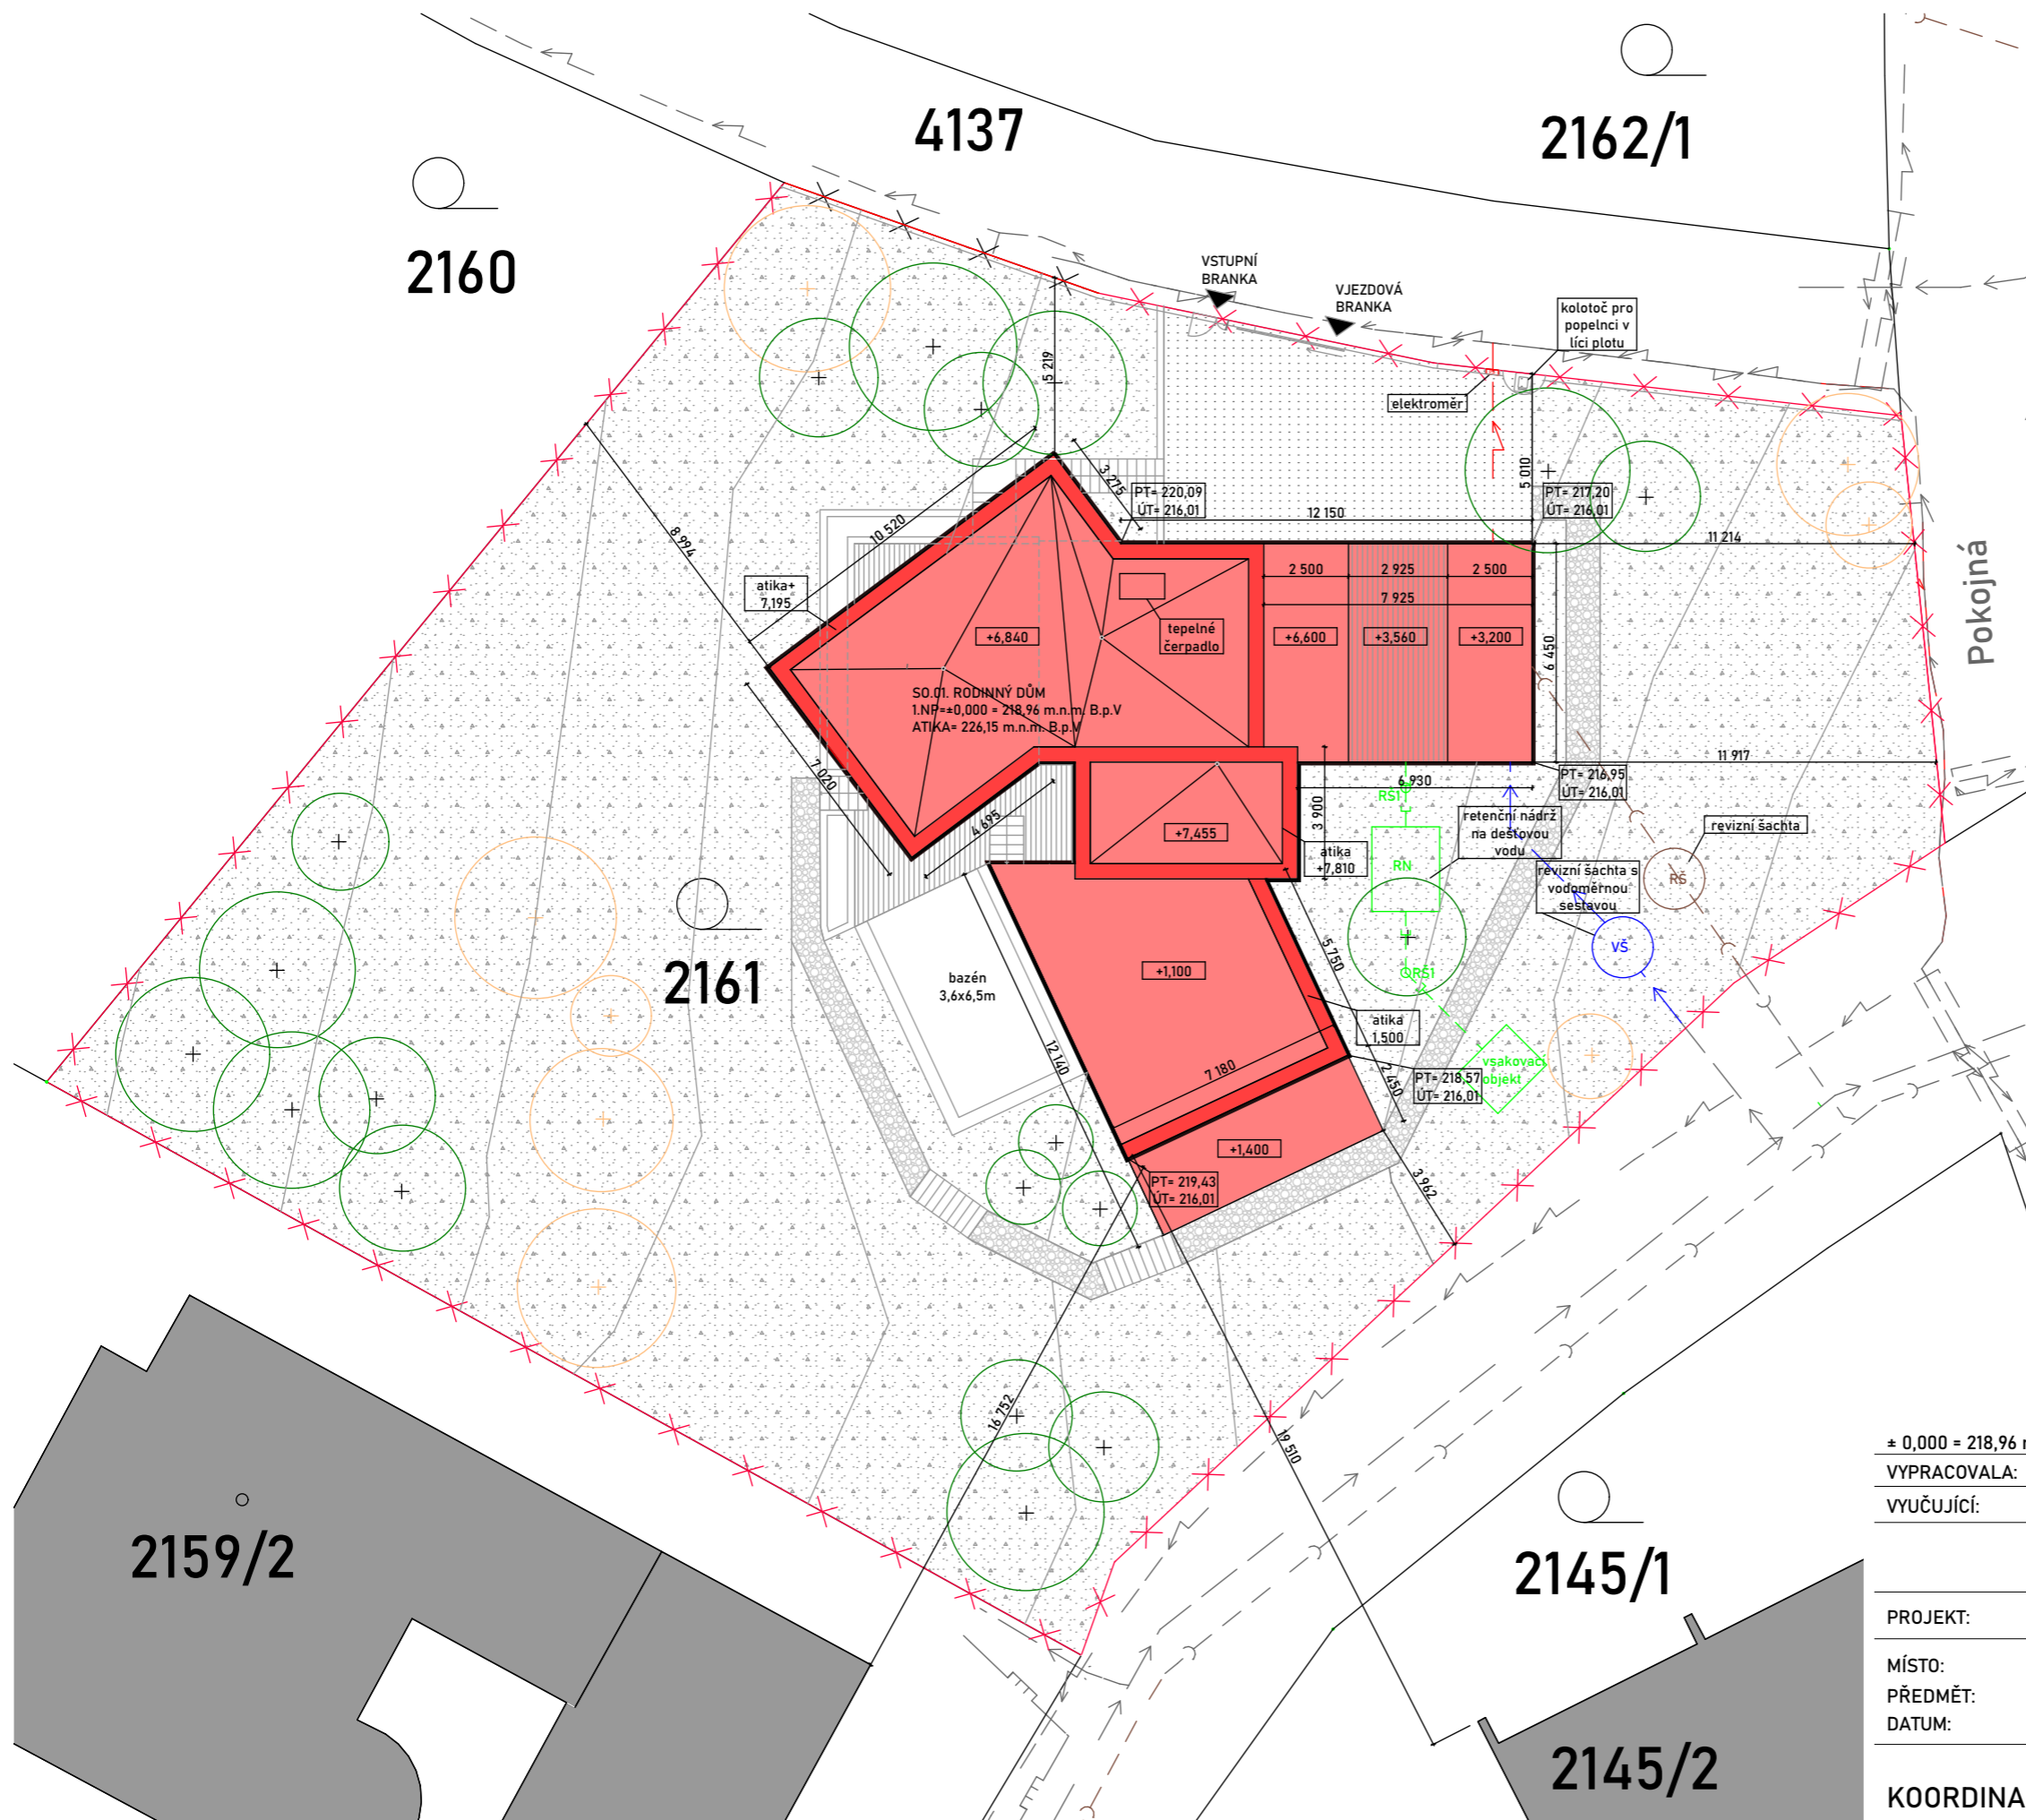 4137
2162/1
2160
VSTUPNÍ
BRANKA
VJEZDOVÁ
BRANKA
kolotoč pro
popelnci v
líci plotu
elektroměr
5 219
5 010
3 275
PT= 220,09
ÚT= 216,01
PT= 217,20
ÚT= 216,01
12 150
10 520
8 994
11 214
Pokojná
atika+
7,195
2 500
2 925
2 500
7 925
tepelné
čerpadlo
+6,840
+6,600
+3,560
+3,200
6 450
SO.01. RODINNÝ DŮM
1.NP=±0,000 = 218,96 m.n.m. B.p.V
ATIKA= 226,15 m.n.m. B.p.V
7 020
4 695
11 917
6 930
PT= 216,95
ÚT= 216,01
RŠ1
3 900
+7,455
retenční nádrž
na dešťovou
vodu
revizní šachta
atika
+7,810
RN
revizní šachta s
vodoměrnou
sestavou
RŠ
VŠ
2161
bazén
3,6x6,5m
+1,100
5 750
RŠ1
atika
1,500
12 140
7 180
2 450
PT= 218,57
ÚT= 216,01
vsakovací
objekt
+1,400
PT= 219,43
ÚT= 216,01
3 962
16 752
19 510
2159/2
2145/1
2145/2
± 0,000 = 218,96
VYPRACOVALA:
VYUČUJÍCÍ:
PROJEKT:
MÍSTO:
PŘEDMĚT:
DATUM:
KOORDINA